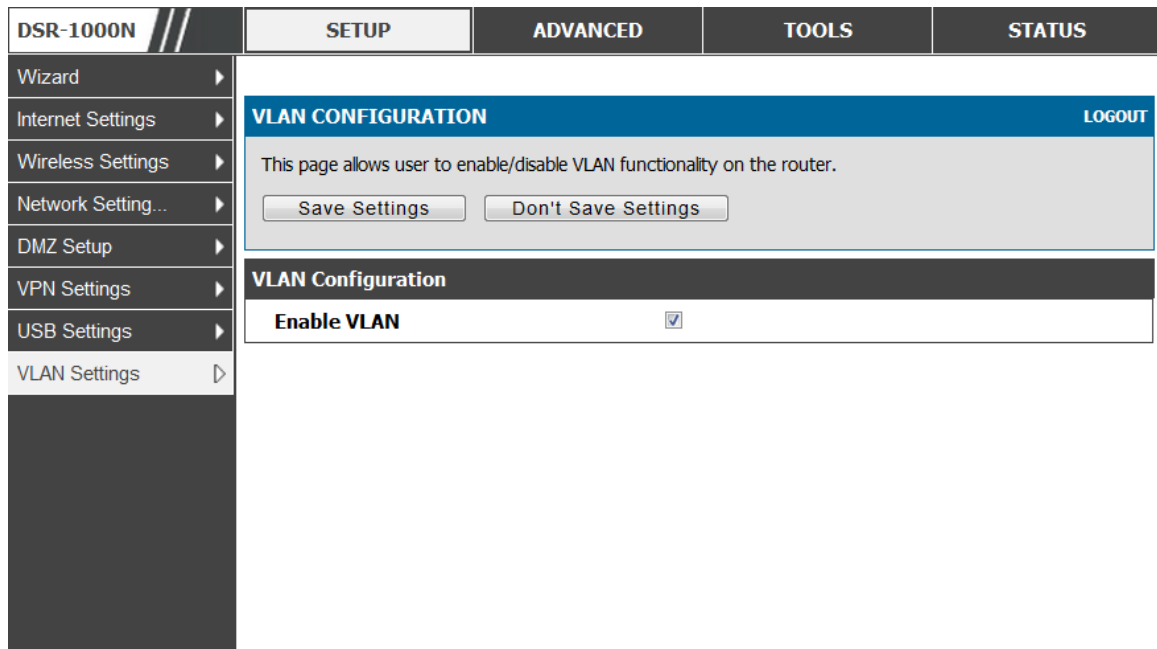 DSR-1000N
SETUP
ADVANCED
TOOLS
STATUS
Wizard
Internet Settings
Wireless Settings
Network Setting...
DMZ Setup
VPN Settings
USB Settings
VLAN Settings
VLAN CONFIGURATION
LOGOUT
This page allows user to enable/disable VLAN functionality on the router.
Save Settings
Don't Save Settings
VLAN Configuration
Enable VLAN